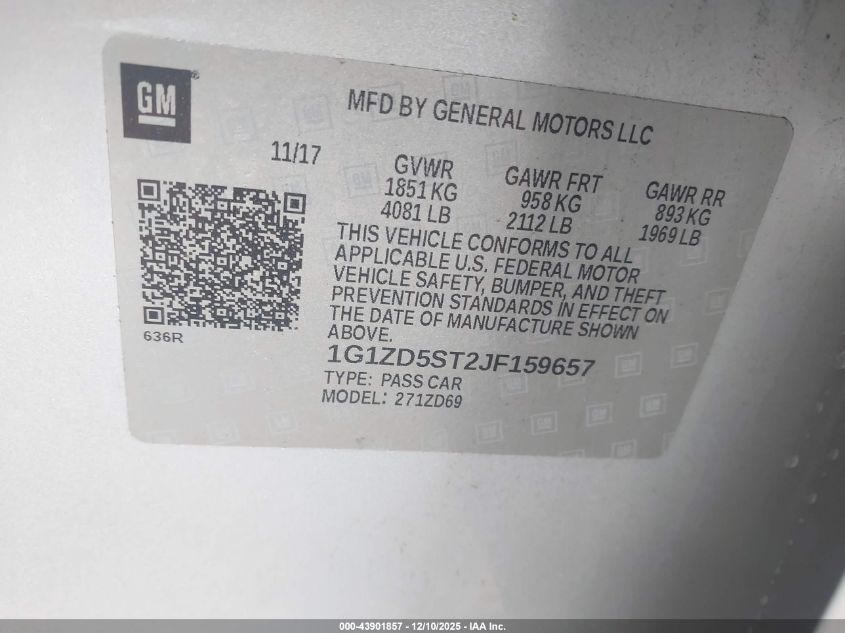 GM
MFD BY GENERAL MOTORS LLC
11/17
GVWR
1851 KG
4081 LB
GAWR FRT
958 KG
2112 LB
GAWR RR
893 KG
1969 LB
THIS VEHICLE CONFORMS TO ALL
APPLICABLE U.S. FEDERAL MOTOR
VEHICLE SAFETY, BUMPER, AND THEFT
PREVENTION STANDARDS IN EFFECT ON
THE DATE OF MANUFACTURE SHOWN
ABOVE.
636R
1G1ZD5ST2JF159657
TYPE: PASS CAR
MODEL: 271ZD69
000-43901857 - 12/10/2025 - IAA Inc.